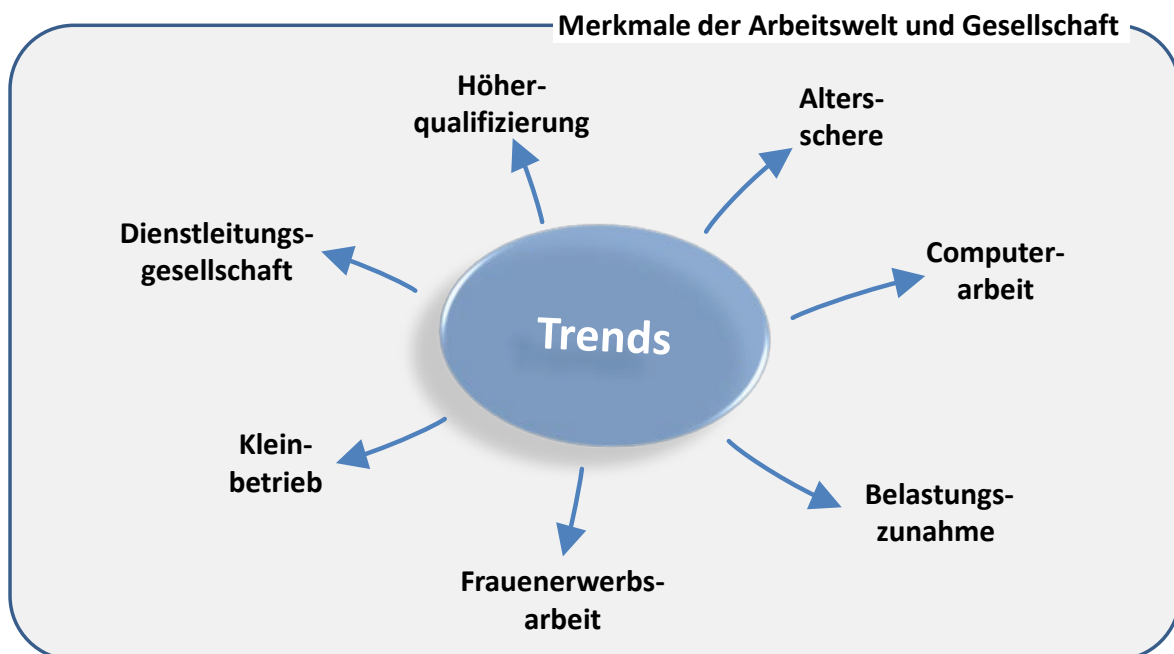 Merkmale der Arbeitswelt und Gesellschaft
Höher-
qualifizierung
Alters-
schere
Dienstleitungs-
gesellschaft
Computer-
arbeit
Trends
Klein-
betrieb
Belastungs-
zunahme
Frauenerwerbs-
arbeit